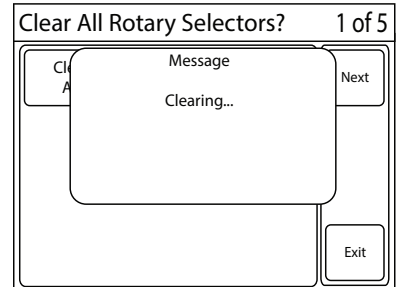 Clear All Rotary Selectors? 1 of 5
Message
Clearing...
Next
Exit